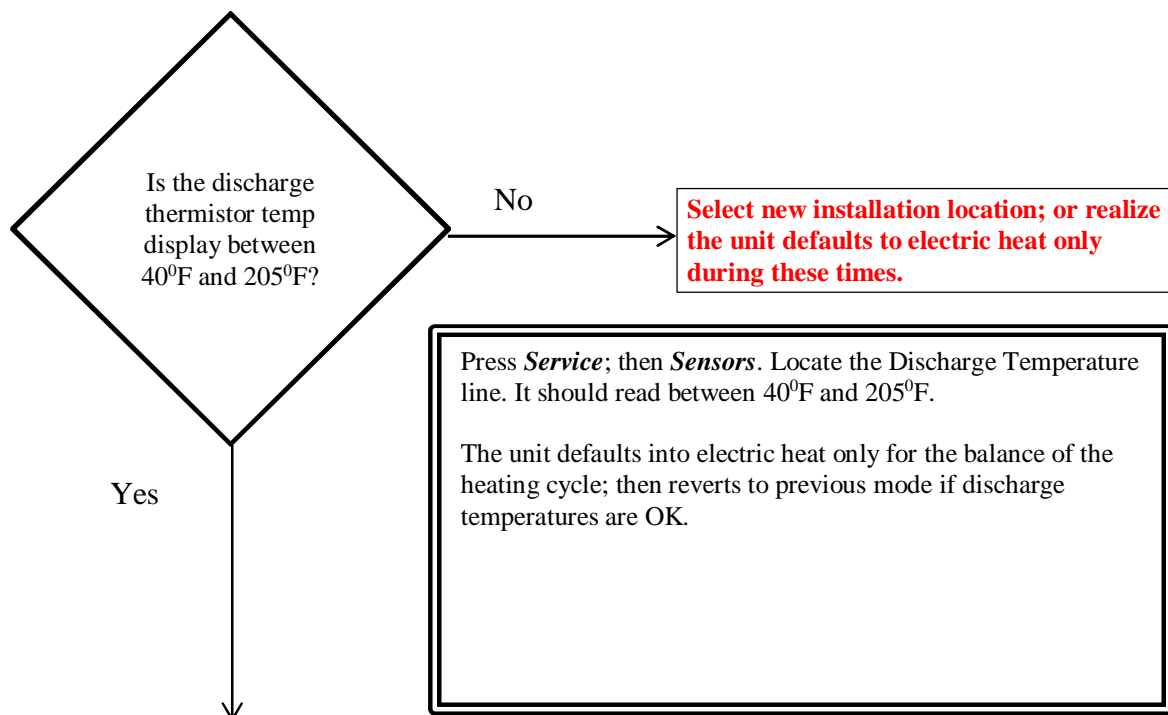 Is the discharge
thermistor temp
display between
40⁰F and 205⁰F?
No
Select new installation location; or realize
the unit defaults to electric heat only
during these times.
Press Service; then Sensors. Locate the Discharge Temperature
line. It should read between 40⁰F and 205⁰F.
The unit defaults into electric heat only for the balance of the
heating cycle; then reverts to previous mode if discharge
temperatures are OK.
Yes